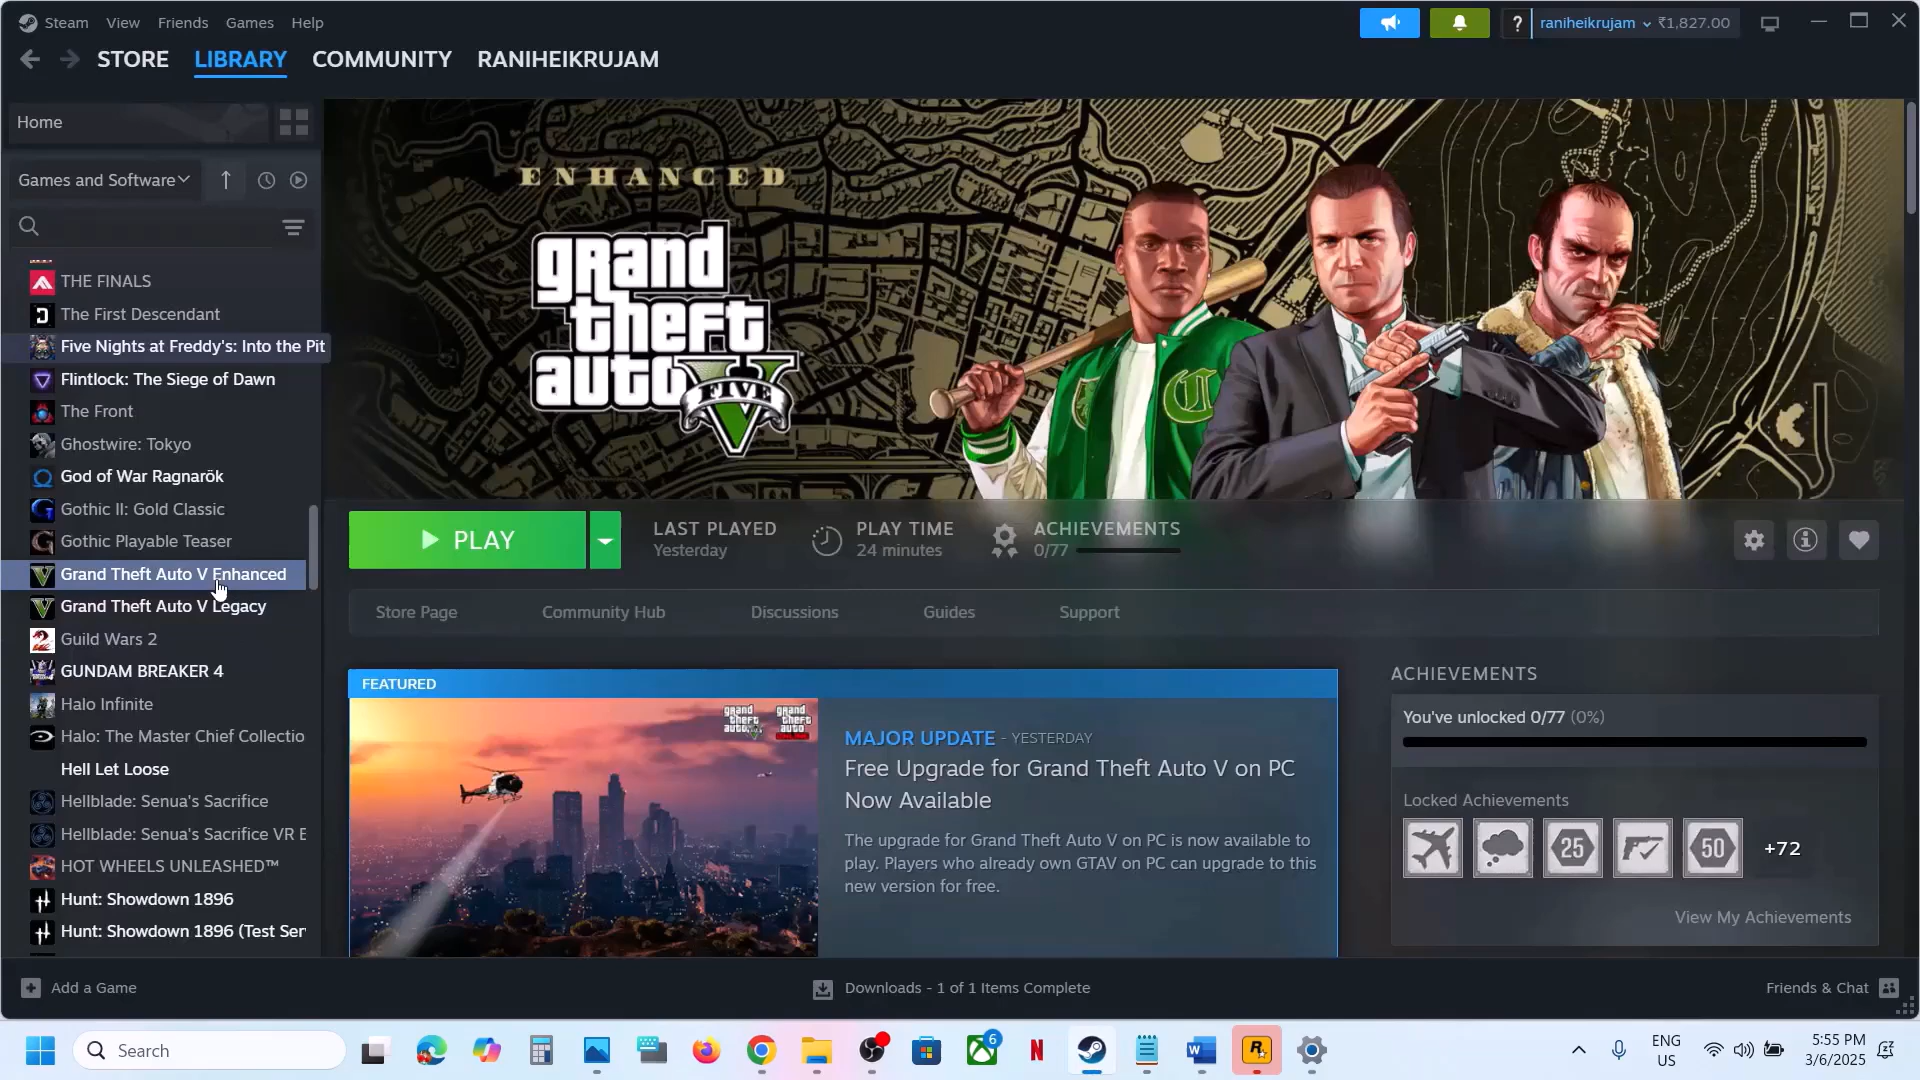 Steam View Friends Games Help
? raniheikrujam ₹1,827.00
STORE LIBRARY COMMUNITY RANIHEIKRUJAM
Home
Games and Software
THE FINALS
The First Descendant
Five Nights at Freddy's: Into the Pit
Flintlock: The Siege of Dawn
The Front
Ghostwire: Tokyo
God of War Ragnarök
Gothic II: Gold Classic
Gothic Playable Teaser
Grand Theft Auto V Enhanced
Grand Theft Auto V Legacy
Guild Wars 2
GUNDAM BREAKER 4
Halo Infinite
Halo: The Master Chief Collectio
Hell Let Loose
Hellblade: Senua's Sacrifice
Hellblade: Senua's Sacrifice VR E
HOT WHEELS UNLEASHED™
Hunt: Showdown 1896
Hunt: Showdown 1896 (Test Ser
ENHANCED
grand
theft
auto V
FIVE
PLAY
LAST PLAYED
Yesterday
PLAY TIME
24 minutes
ACHIEVEMENTS
0/77
Store Page Community Hub Discussions Guides Support
FEATURED
grand theft auto V
grand theft auto
MAJOR UPDATE - YESTERDAY
Free Upgrade for Grand Theft Auto V on PC
Now Available
The upgrade for Grand Theft Auto V on PC is now available to
play. Players who already own GTAV on PC can upgrade to this
new version for free.
ACHIEVEMENTS
You've unlocked 0/77 (0%)
Locked Achievements
25
50
+72
View My Achievements
Add a Game
Downloads - 1 of 1 Items Complete
Friends & Chat
Search
6
ENG
US
5:55 PM
3/6/2025